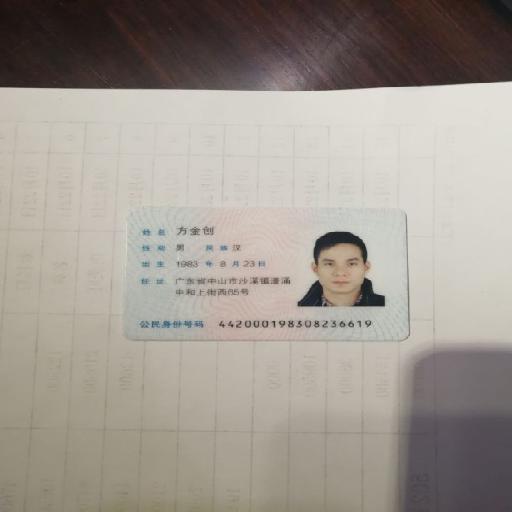 姓名 方金创
性别 男 民族 汉
出生 1983 年 8 月 23 日
住址 广东省中山市沙溪镇濠涌
中和上街西65号
公民身份号码 442000198308236619